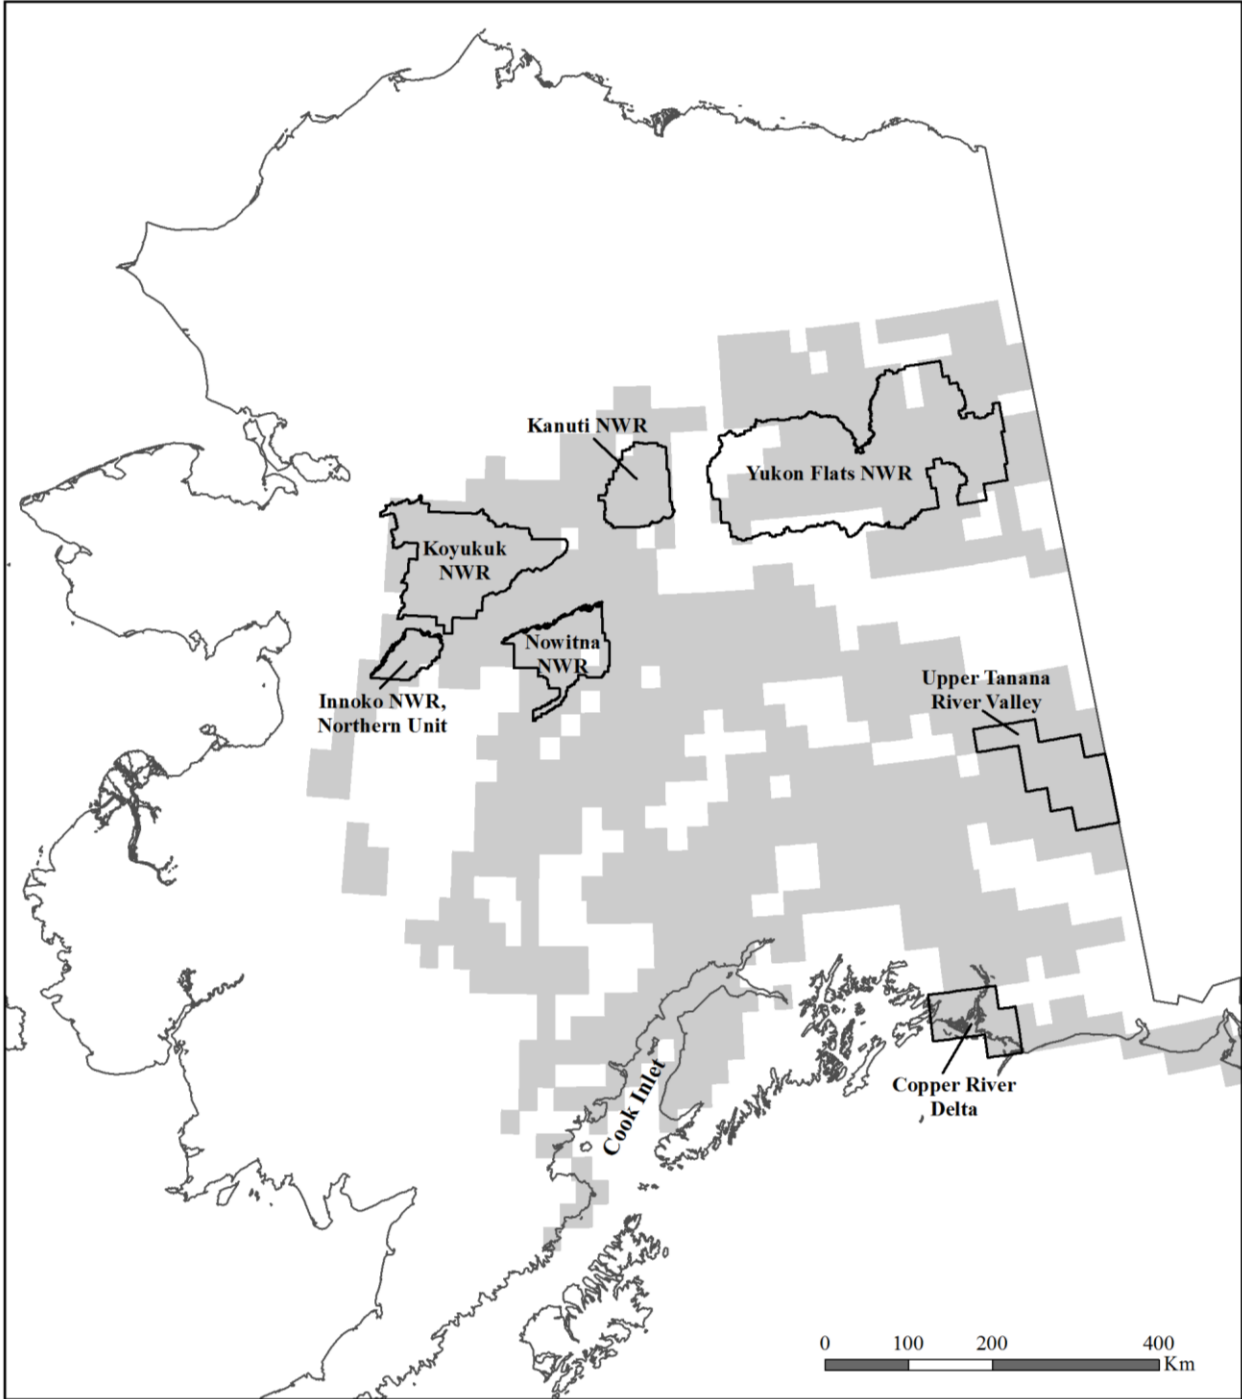 Kanuti NWR
Yukon Flats NWR
Koyukuk
NWR
Nowitna
NWR
Innoko NWR,
Northern Unit
Upper Tanana
River Valley
Cook Inlet
Copper River
Delta
0 100 200 400
Km